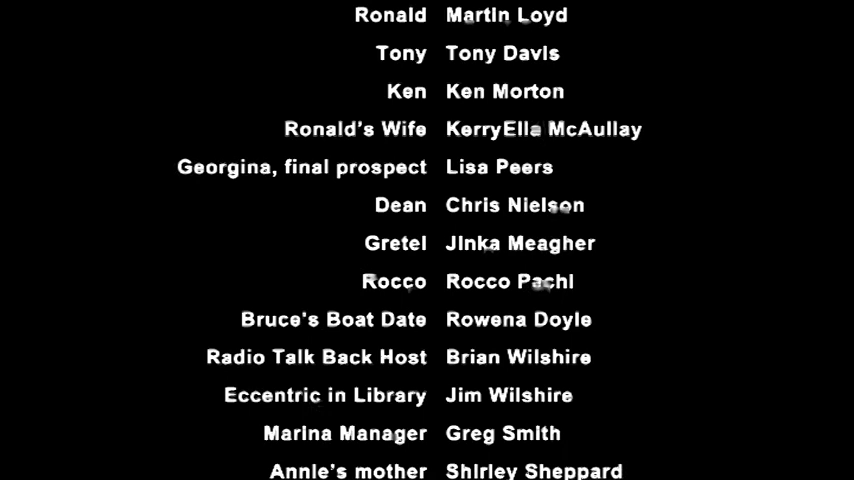 Ronald Martin Loyd
Tony Tony Davis
Ken Ken Morton
Ronald's Wife KerryElla McAullay
Georgina, final prospect Lisa Peers
Dean Chris Nielson
Gretel Jinka Meagher
Rocco Rocco Pachi
Bruce's Boat Date Rowena Doyle
Radio Talk Back Host Brian Wilshire
Eccentric in Library Jim Wilshire
Marina Manager Greg Smith
Annie's mother Shirley Sheppard